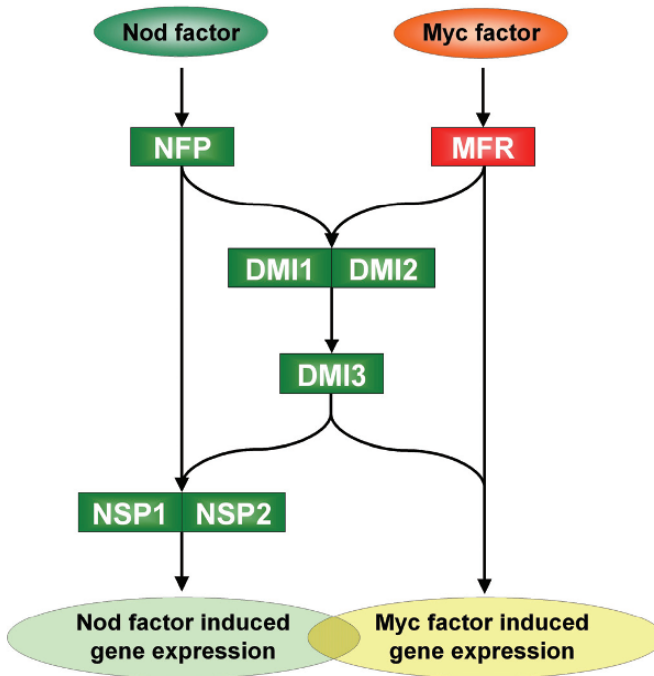 Nod factor
Myc factor
NFP
MFR
DMI1
DMI2
DMI3
NSP1
NSP2
Nod factor induced
gene expression
Myc factor induced
gene expression